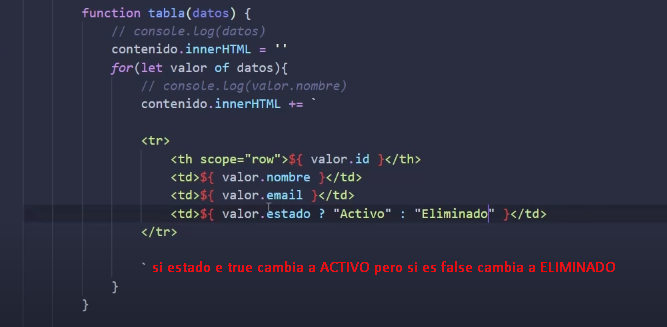 function tabla(datos) {
// console.log(datos)
contenido.innerHTML = ''
for(let valor of datos){
// console.log(valor.nombre)
contenido.innerHTML += `
<tr>
<th scope="row">${ valor.id }</th>
<td>${ valor.nombre }</td>
<td>${ valor.email }</td>
<td>${ valor.estado ? "Activo" : "Eliminado" }</td>
</tr>
` si estado e true cambia a ACTIVO pero si es false cambia a ELIMINADO
}
}